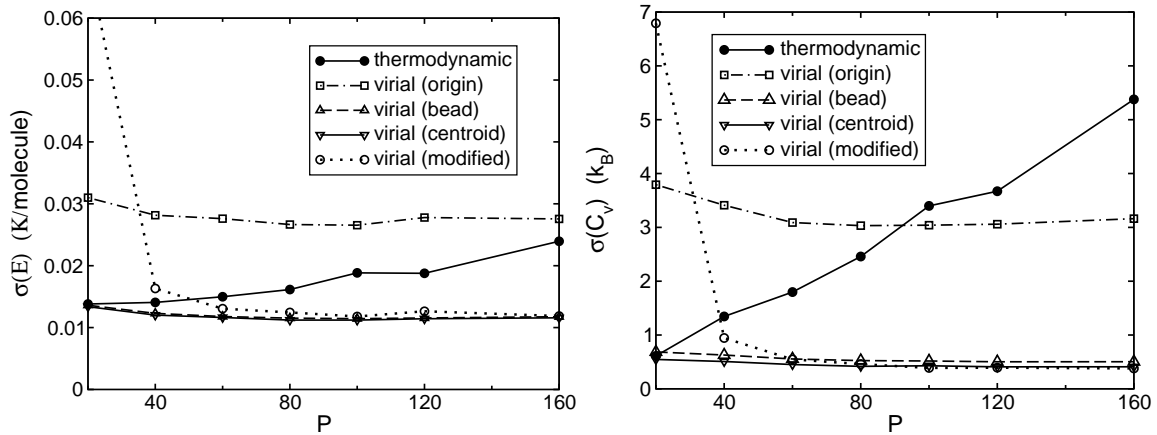 0.06
0.05
0.04
0.03
0.02
0.01
0
σ(E) (K/molecule)
thermodynamic
virial (origin)
virial (bead)
virial (centroid)
virial (modified)
40 80 120 160
P
7
6
5
4
3
2
1
0
σ(C_v) (k_B)
thermodynamic
virial (origin)
virial (bead)
virial (centroid)
virial (modified)
40 80 120 160
P